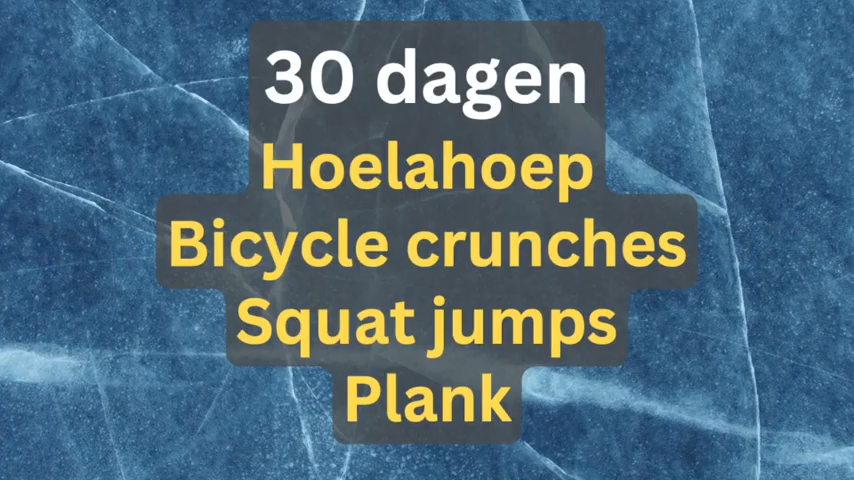 30 dagen
Hoelahoep
Bicycle crunches
Squat jumps
Plank